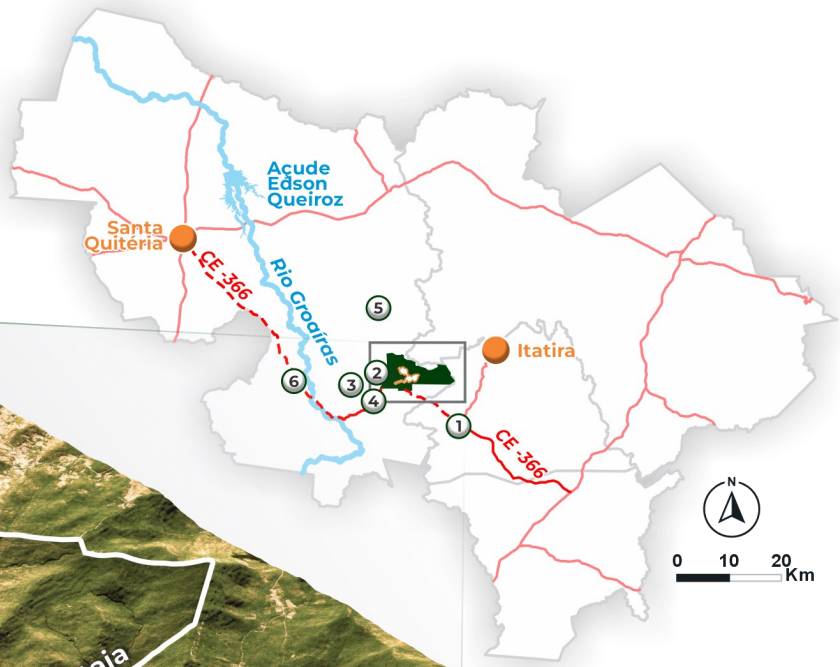 Açude
Edson
Queiroz
Santa
Quitéria
CE -366
Rio Groaíras
5
Itatira
2
3
6
4
1
CE -366
N
0 10 20
Km